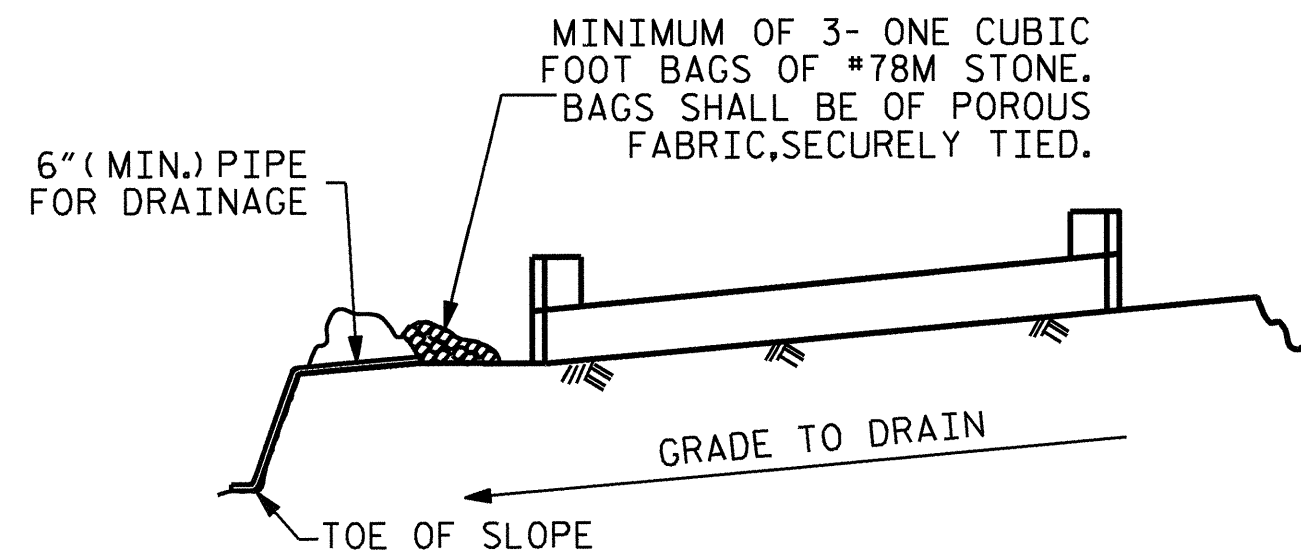 MINIMUM OF 3- ONE CUBIC
FOOT BAGS OF #78M STONE.
BAGS SHALL BE OF POROUS
FABRIC,SECURELY TIED.
6"(MIN.) PIPE
FOR DRAINAGE
GRADE TO DRAIN
TOE OF SLOPE